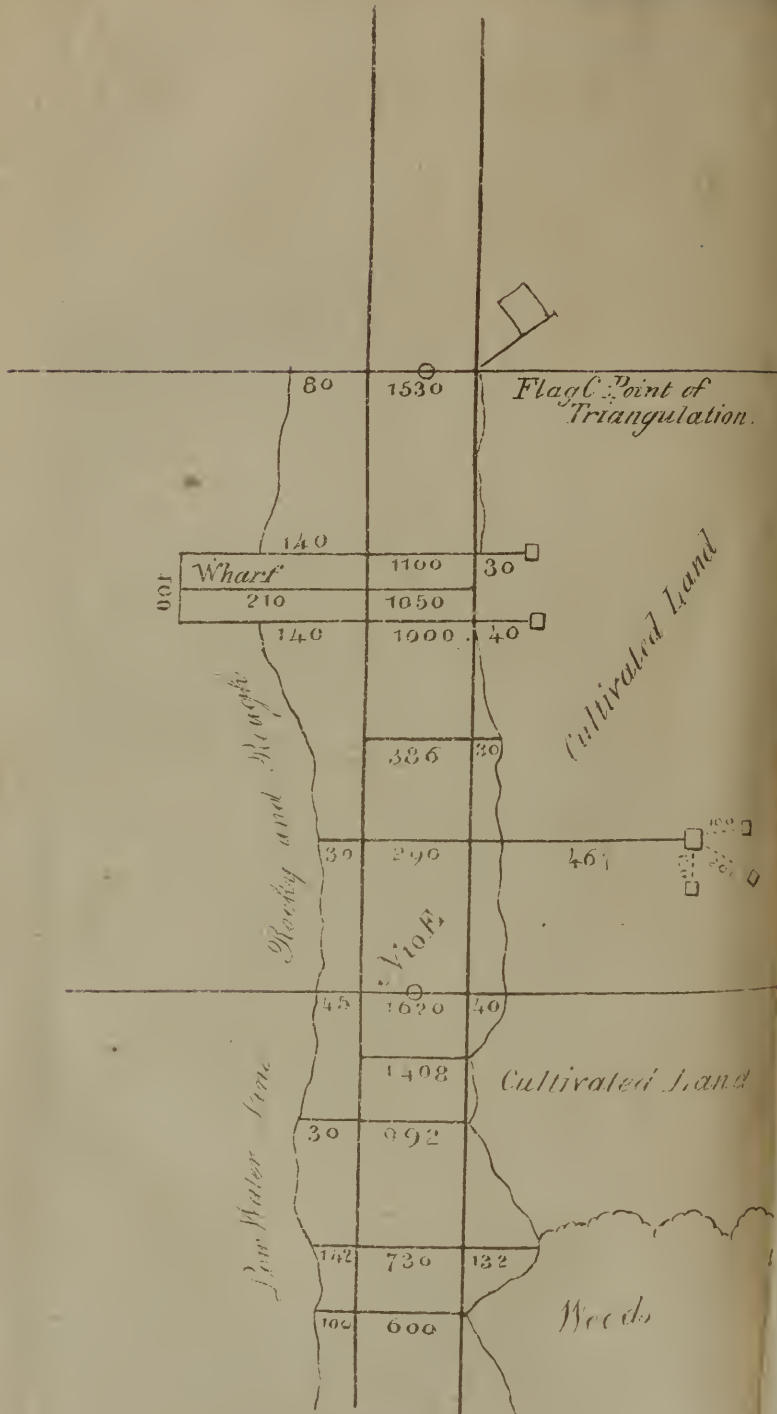 80 1530 Flag C Point of
Triangulation.
140 1100 30
100 Wharf
210 1050
140 1000 40
Cultivated Land
386 30
30 290 461
Rocky and Rough
N 10 E
45 1620 40
1408 Cultivated Land
30 992
Low Water Line
142 730 132
100 600 Woods